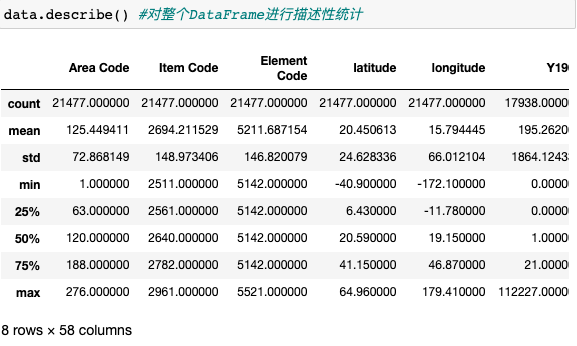 data.describe() #对整个DataFrame进行描述性统计
Area Code Item Code Element Code latitude longitude Y19
count 21477.000000 21477.000000 21477.000000 21477.000000 21477.000000 17938.0000
mean 125.449411 2694.211529 5211.687154 20.450613 15.794445 195.2620
std 72.868149 148.973406 146.820079 24.628336 66.012104 1864.1243
min 1.000000 2511.000000 5142.000000 -40.900000 -172.100000 0.0000
25% 63.000000 2561.000000 5142.000000 6.430000 -11.780000 0.0000
50% 120.000000 2640.000000 5142.000000 20.590000 19.150000 1.0000
75% 188.000000 2782.000000 5142.000000 41.150000 46.870000 21.0000
max 276.000000 2961.000000 5521.000000 64.960000 179.410000 112227.0000
8 rows × 58 columns